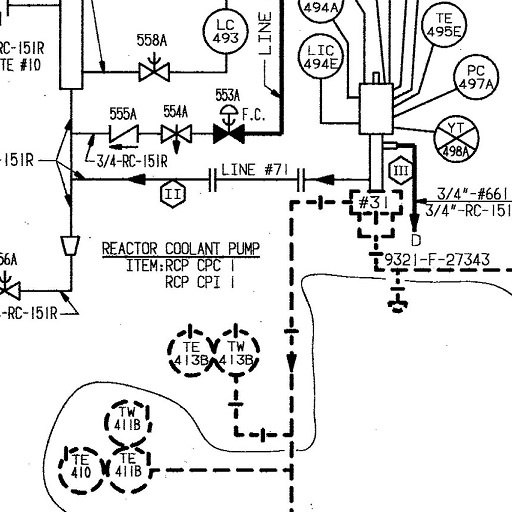 494A
LC
493
LINE
558A
TE
495E
LIC
494E
RC-151R
TE #10
PC
497A
553A
555A
554A
F.C.
YT
498A
3/4-RC-151R
-151R
LINE #71
III
II
3/4"-#661
#31
3/4"-RC-151
D
REACTOR COOLANT PUMP
ITEM:RCP CPC 1
RCP CPI 1
56A
9321-F-27343
-RC-151R
TE
413B
TW
413B
TW
411B
TE
410
TE
411B